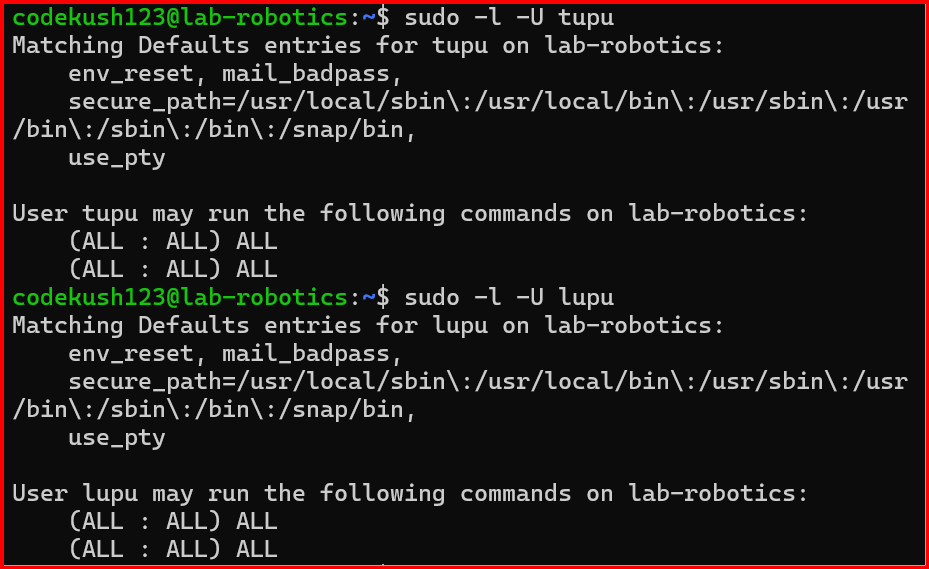 codekush123@lab-robotics:~$ sudo -l -U tupu
Matching Defaults entries for tupu on lab-robotics:
    env_reset, mail_badpass,
    secure_path=/usr/local/sbin\:/usr/local/bin\:/usr/sbin\:/usr
/bin\:/sbin\:/bin\:/snap/bin,
    use_pty

User tupu may run the following commands on lab-robotics:
    (ALL : ALL) ALL
    (ALL : ALL) ALL
codekush123@lab-robotics:~$ sudo -l -U lupu
Matching Defaults entries for lupu on lab-robotics:
    env_reset, mail_badpass,
    secure_path=/usr/local/sbin\:/usr/local/bin\:/usr/sbin\:/usr
/bin\:/sbin\:/bin\:/snap/bin,
    use_pty

User lupu may run the following commands on lab-robotics:
    (ALL : ALL) ALL
    (ALL : ALL) ALL